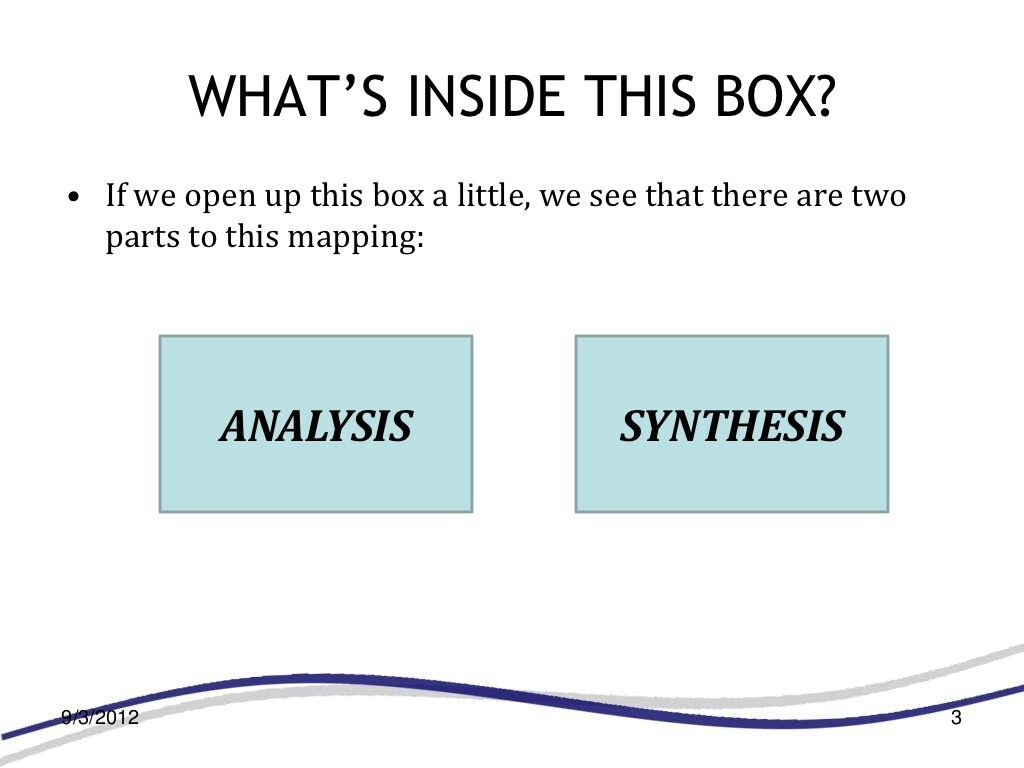 WHAT’S INSIDE THIS BOX?
• If we open up this box a little, we see that there are two
parts to this mapping:
ANALYSIS
SYNTHESIS
9/3/2012
3